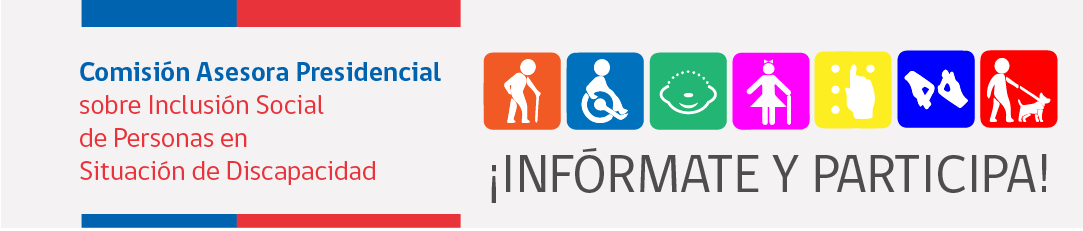 Comisión Asesora Presidencial
sobre Inclusión Social
de Personas en
Situación de Discapacidad
¡INFÓRMATE Y PARTICIPA!